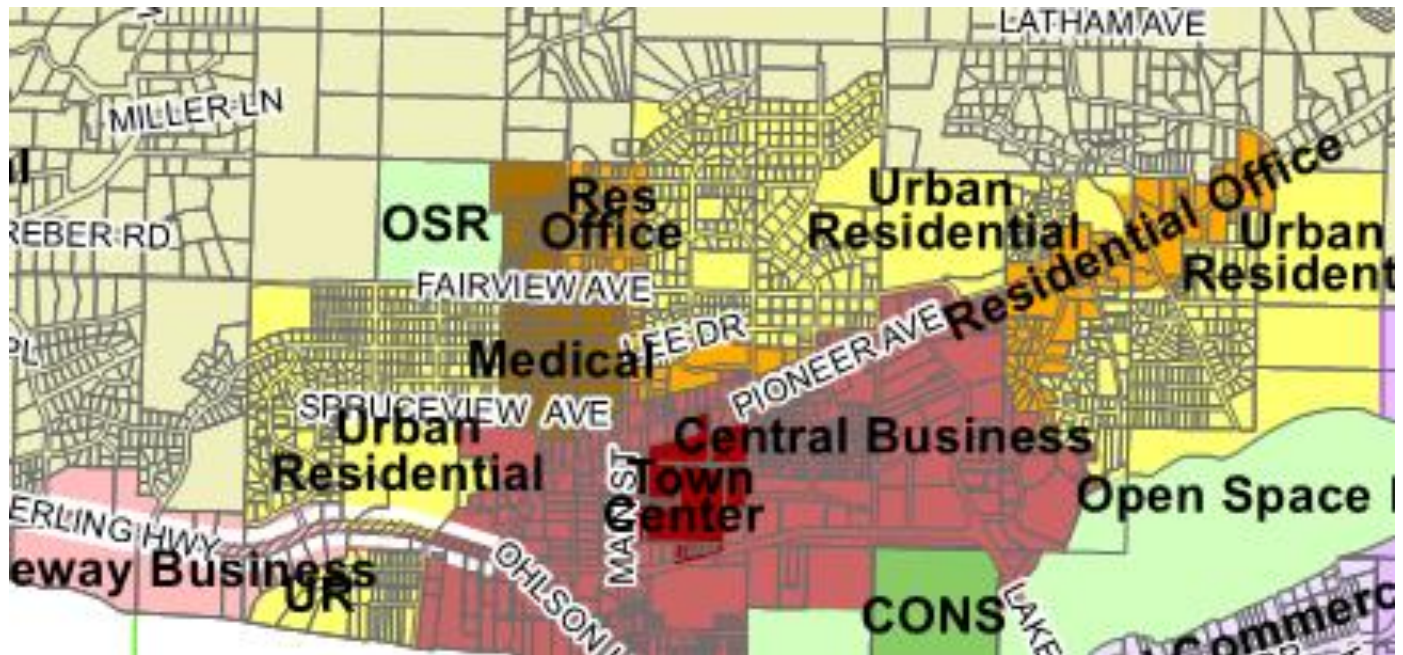 LATHAM AVE
MILLER LN
Res
Office
Urban
Residential
Residential Office
OSR
REBER RD
Urban
Resident
FAIRVIEW AVE
LEE DR
PIONEER AVE
PL
Medical
SPRUCEVIEW AVE
Urban
Residential
Central Business
MAIN ST
Town
Center
Open Space
ERLING HWY
eway Business
UR
OHLSON
CONS
LAKE
Commerc